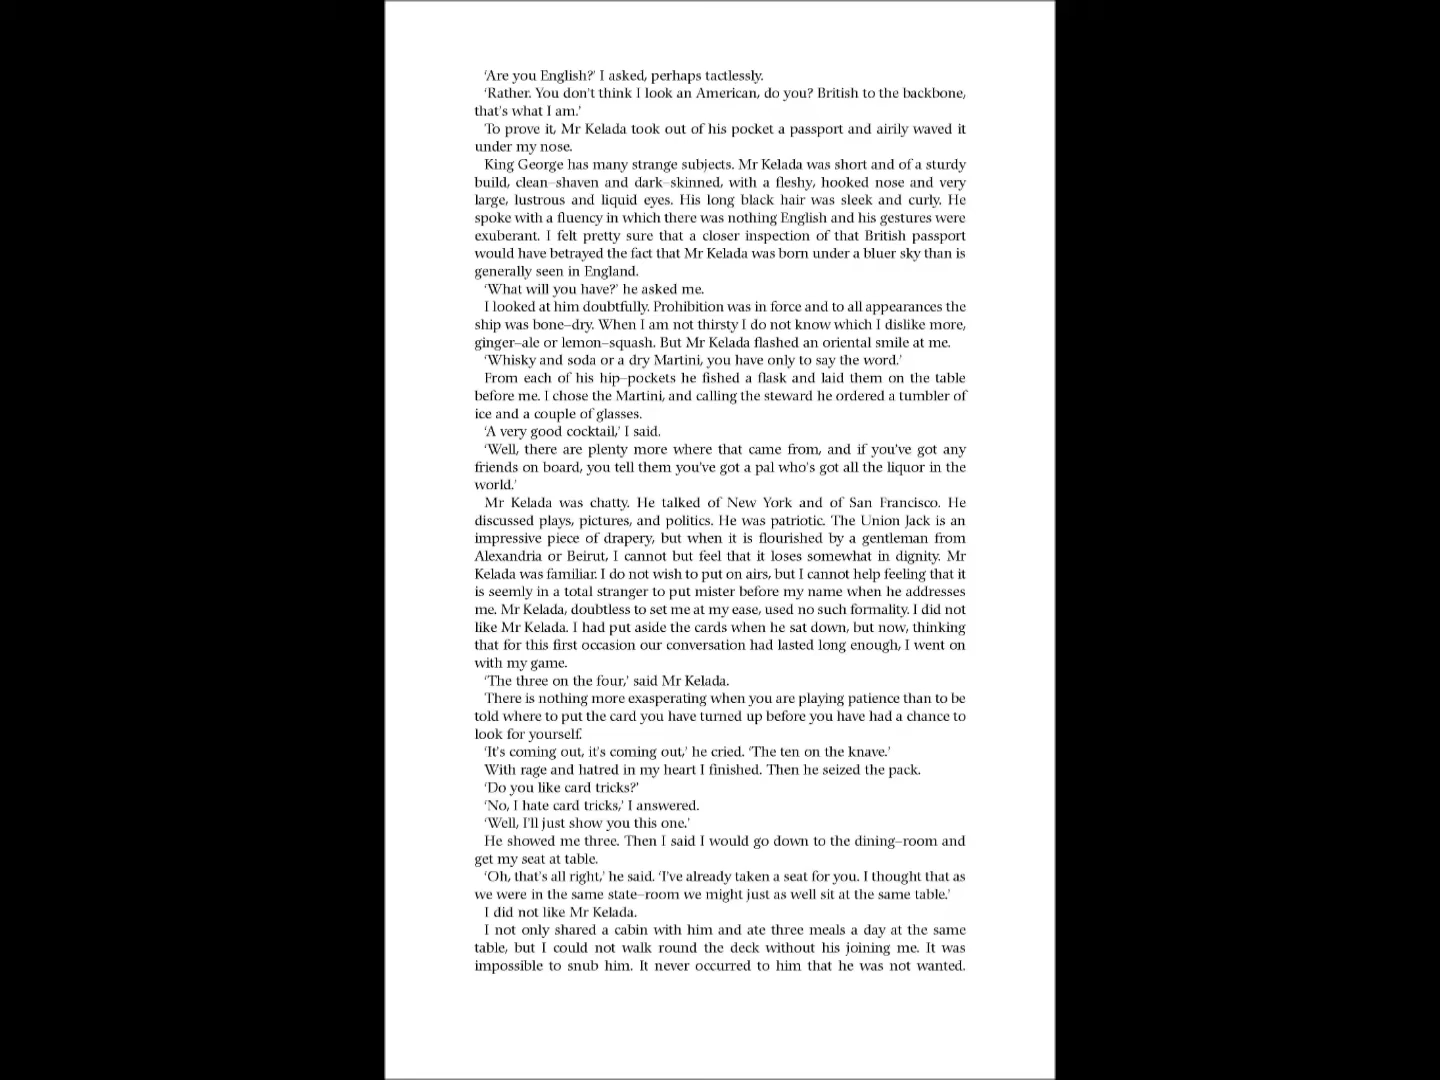 ‘Are you English?’ I asked, perhaps tactlessly.
‘Rather. You don't think I look an American, do you? British to the backbone,
that's what I am.’
To prove it, Mr Kelada took out of his pocket a passport and airily waved it
under my nose.
King George has many strange subjects. Mr Kelada was short and of a sturdy
build, clean–shaven and dark–skinned, with a fleshy, hooked nose and very
large, lustrous and liquid eyes. His long black hair was sleek and curly. He
spoke with a fluency in which there was nothing English and his gestures were
exuberant. I felt pretty sure that a closer inspection of that British passport
would have betrayed the fact that Mr Kelada was born under a bluer sky than is
generally seen in England.
‘What will you have?’ he asked me.
I looked at him doubtfully. Prohibition was in force and to all appearances the
ship was bone–dry. When I am not thirsty I do not know which I dislike more,
ginger–ale or lemon–squash. But Mr Kelada flashed an oriental smile at me.
‘Whisky and soda or a dry Martini, you have only to say the word.’
From each of his hip–pockets he fished a flask and laid them on the table
before me. I chose the Martini, and calling the steward he ordered a tumbler of
ice and a couple of glasses.
‘A very good cocktail,’ I said.
‘Well, there are plenty more where that came from, and if you've got any
friends on board, you tell them you've got a pal who's got all the liquor in the
world.’
Mr Kelada was chatty. He talked of New York and of San Francisco. He
discussed plays, pictures, and politics. He was patriotic. The Union Jack is an
impressive piece of drapery, but when it is flourished by a gentleman from
Alexandria or Beirut, I cannot but feel that it loses somewhat in dignity. Mr
Kelada was familiar. I do not wish to put on airs, but I cannot help feeling that it
is seemly in a total stranger to put mister before my name when he addresses
me. Mr Kelada, doubtless to set me at my ease, used no such formality. I did not
like Mr Kelada. I had put aside the cards when he sat down, but now, thinking
that for this first occasion our conversation had lasted long enough, I went on
with my game.
‘The three on the four,’ said Mr Kelada.
There is nothing more exasperating when you are playing patience than to be
told where to put the card you have turned up before you have had a chance to
look for yourself.
‘It's coming out, it's coming out,’ he cried. ‘The ten on the knave.’
With rage and hatred in my heart I finished. Then he seized the pack.
‘Do you like card tricks?’
‘No, I hate card tricks,’ I answered.
‘Well, I'll just show you this one.’
He showed me three. Then I said I would go down to the dining–room and
get my seat at table.
‘Oh, that's all right,’ he said. ‘I've already taken a seat for you. I thought that as
we were in the same state–room we might just as well sit at the same table.’
I did not like Mr Kelada.
I not only shared a cabin with him and ate three meals a day at the same
table, but I could not walk round the deck without his joining me. It was
impossible to snub him. It never occurred to him that he was not wanted.